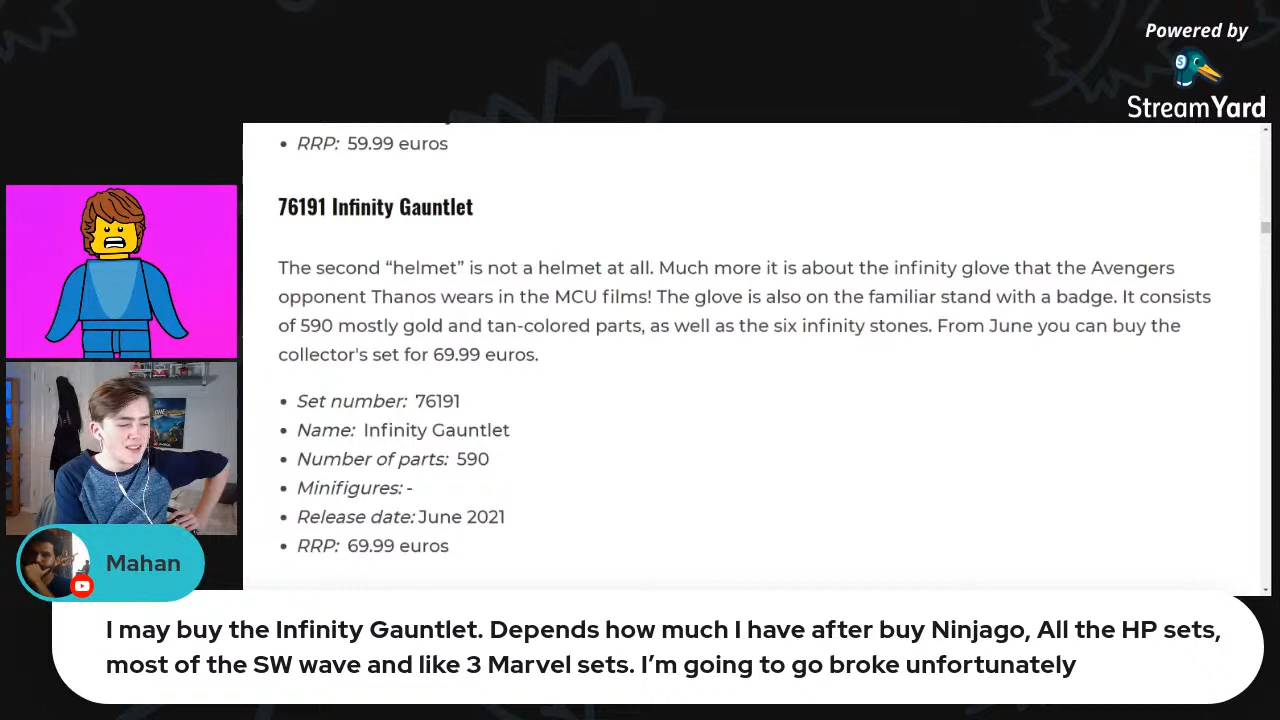 Powered by
StreamYard
• RRP: 59.99 euros
76191 Infinity Gauntlet
The second “helmet” is not a helmet at all. Much more it is about the infinity glove that the Avengers
opponent Thanos wears in the MCU films! The glove is also on the familiar stand with a badge. It consists
of 590 mostly gold and tan-colored parts, as well as the six infinity stones. From June you can buy the
collector's set for 69.99 euros.
• Set number: 76191
• Name: Infinity Gauntlet
• Number of parts: 590
• Minifigures: -
• Release date: June 2021
• RRP: 69.99 euros
Mahan
I may buy the Infinity Gauntlet. Depends how much I have after buy Ninjago, All the HP sets,
most of the SW wave and like 3 Marvel sets. I’m going to go broke unfortunately